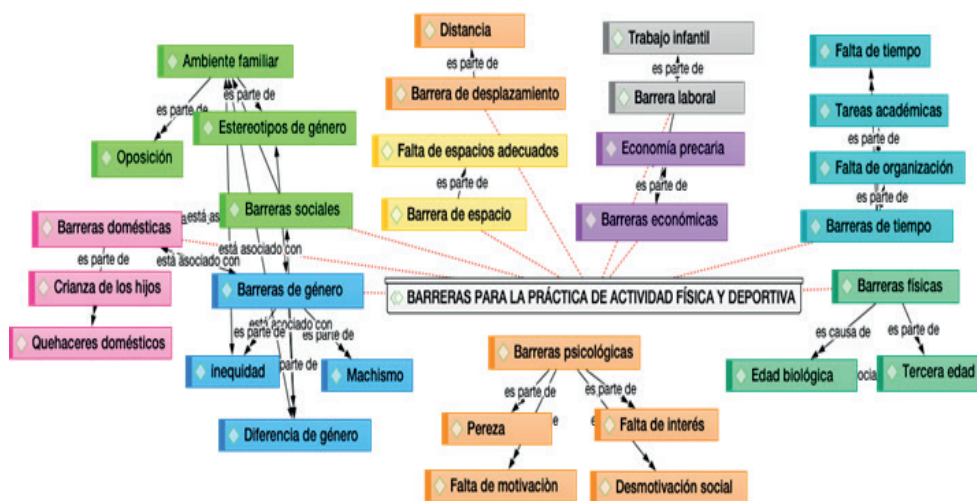 Distancia
Trabajo infantil
Falta de tiempo
Ambiente familiar
es parte de
es parte de
es parte de
es parte de
Barrera de desplazamiento
Barrera laboral
Tareas académicas
Estereotipos de género
Oposición
Falta de espacios adecuados
Economía precaria
es parte de
Falta de organización
es parte de
es parte de
es parte de
Barreras domésticas
está as
Barreras sociales
Barrera de espacio
Barreras económicas
Barreras de tiempo
está asociado con
está asociado con
es parte de
Crianza de los hijos
Barreras de género
BARRERAS PARA LA PRÁCTICA DE ACTIVIDAD FÍSICA Y DEPORTIVA
Barreras físicas
está asociado con
es parte de
es parte de
es causa de
es parte de
Quehaceres domésticos
Barreras psicológicas
inequidad
parte de
Machismo
Edad biológica
ocia
Tercera edad
es parte de
es parte de
Diferencia de género
Pereza
Falta de interés
Falta de motivaciòn
Desmotivación social